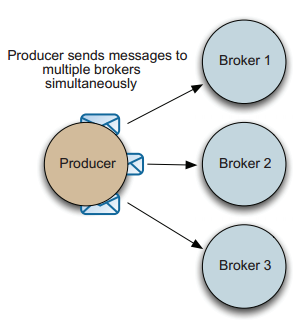 Producer sends messages to
multiple brokers
simultaneously
Broker 1
Producer
Broker 2
Broker 3